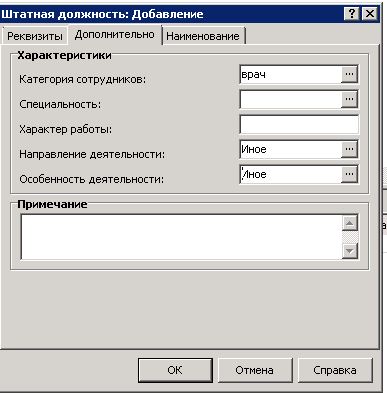 Штатная должность: Добавление
Реквизиты Дополнительно Наименование
Характеристики
Категория сотрудников: врач ...
Специальность: ...
Характер работы:
Направление деятельности: Иное ...
Особенность деятельности: Иное ...
Примечание
ОК Отмена Справка